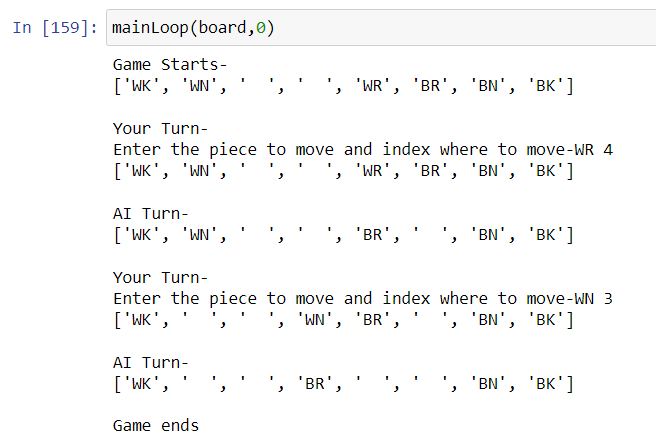 In [159]: mainLoop(board,0)
Game Starts-
['WK', 'WN', '  ', '  ', 'WR', 'BR', 'BN', 'BK']
Your Turn-
Enter the piece to move and index where to move-WR 4
['WK', 'WN', '  ', '  ', 'WR', 'BR', 'BN', 'BK']
AI Turn-
['WK', 'WN', '  ', '  ', 'BR', '  ', 'BN', 'BK']
Your Turn-
Enter the piece to move and index where to move-WN 3
['WK', '  ', '  ', 'WN', 'BR', '  ', 'BN', 'BK']
AI Turn-
['WK', '  ', '  ', 'BR', '  ', '  ', 'BN', 'BK']
Game ends